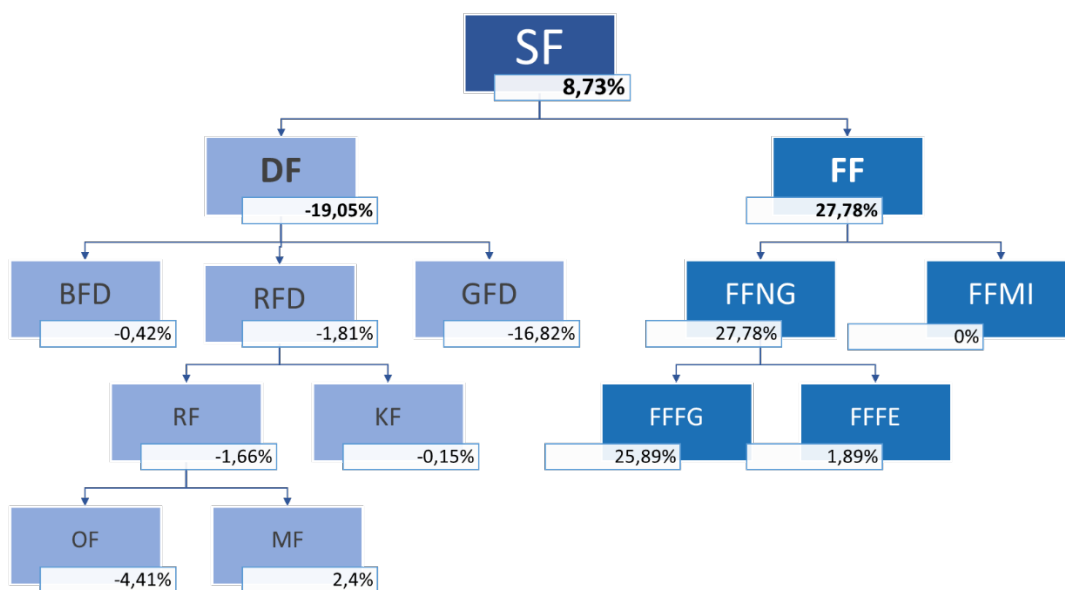 SF
8,73%
DF
-19,05%
FF
27,78%
BFD
-0,42%
RFD
-1,81%
GFD
-16,82%
FFNG
27,78%
FFMI
0%
RF
-1,66%
KF
-0,15%
FFFG
25,89%
FFFE
1,89%
OF
-4,41%
MF
2,4%